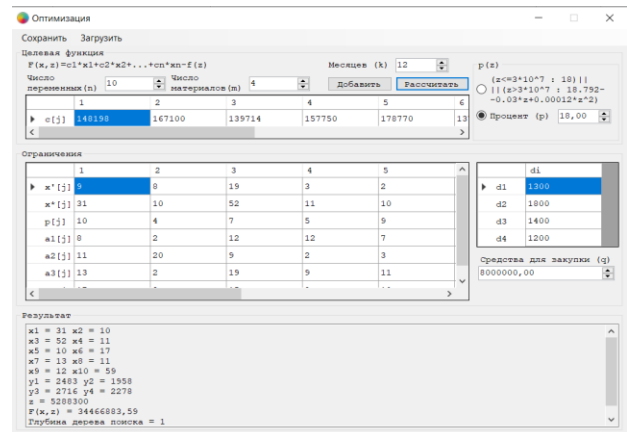 Оптимизация
Сохранить Загрузить
Целевая функция
F(x,z)=c1*x1+c2*x2+...+cn*xn-f(z)
Месяцев (k) 12
Число переменных(n) 10
Число материалов(m) 4
Добавить Рассчитать
p(z)
(z<=3*10^7 : 18)||
||(z>3*10^7 : 18.792-
-0.03*z+0.00012*z^2)
Процент (p) 18,00
1 2 3 4 5 6
c[j] 148198 167100 139714 157750 178770
Ограничения
1 2 3 4 5
x'[j] 9 8 19 3 2
x"[j] 31 10 52 11 10
p[j] 10 4 7 5 9
a1[j] 8 2 12 12 7
a2[j] 11 20 9 2 3
a3[j] 13 2 19 9 11
di
d1 1300
d2 1800
d3 1400
d4 1200
Средства для закупки (q)
8000000,00
Результат
x1 = 31 x2 = 10
x3 = 52 x4 = 11
x5 = 10 x6 = 17
x7 = 13 x8 = 11
x9 = 12 x10 = 59
y1 = 2483 y2 = 1958
y3 = 2716 y4 = 2278
z = 5288300
F(x,z) = 34466883,59
Глубина дерева поиска = 1